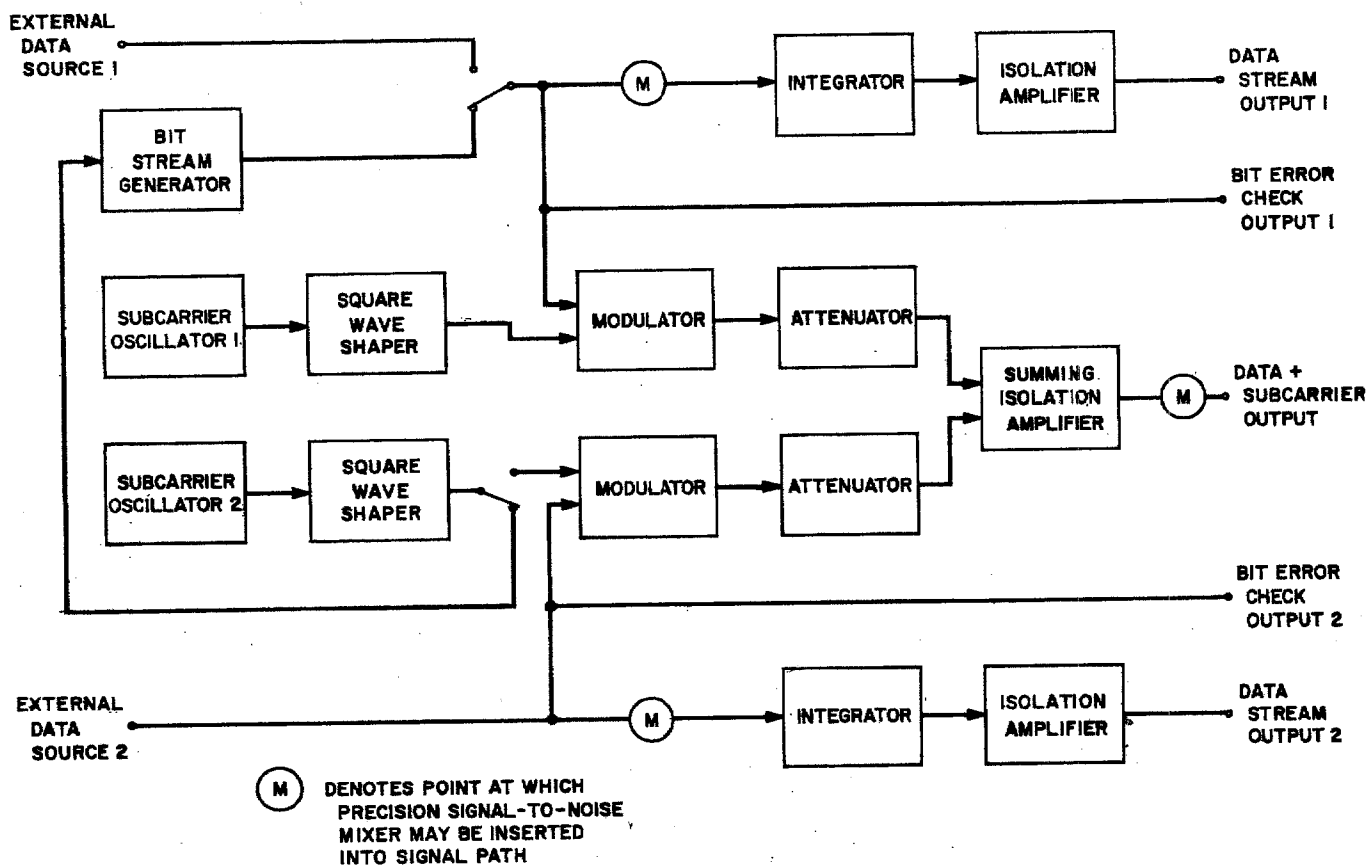 EXTERNAL
DATA
SOURCE 1
BIT
STREAM
GENERATOR
M
INTEGRATOR
ISOLATION
AMPLIFIER
DATA
STREAM
OUTPUT 1
BIT ERROR
CHECK
OUTPUT 1
SUBCARRIER
OSCILLATOR 1
SQUARE
WAVE
SHAPER
MODULATOR
ATTENUATOR
SUMMING
ISOLATION
AMPLIFIER
M
DATA +
SUBCARRIER
OUTPUT
SUBCARRIER
OSCILLATOR 2
SQUARE
WAVE
SHAPER
MODULATOR
ATTENUATOR
BIT ERROR
CHECK
OUTPUT 2
EXTERNAL
DATA
SOURCE 2
M
INTEGRATOR
ISOLATION
AMPLIFIER
DATA
STREAM
OUTPUT 2
M
DENOTES POINT AT WHICH
PRECISION SIGNAL-TO-NOISE
MIXER MAY BE INSERTED
INTO SIGNAL PATH